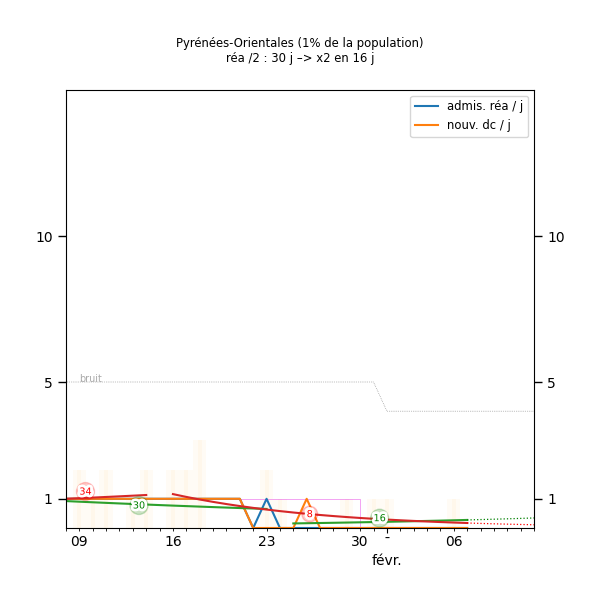 Pyrénées-Orientales (1% de la population)
réa /2 : 30 j –> x2 en 16 j
admis. réa / j
nouv. dc / j
10
10
bruit
5
5
34
30
8
16
1
1
09
16
23
30
-
06
févr.